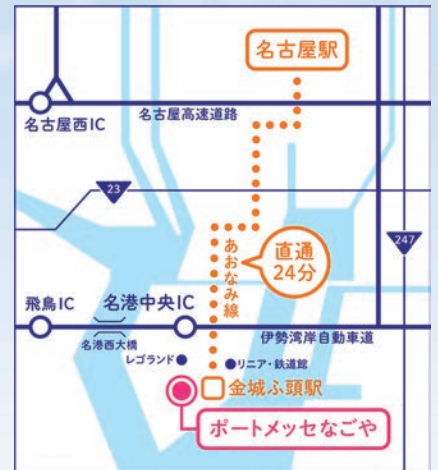 名古屋駅
名古屋西IC
名古屋高速道路
23
あおなみ線
直通
24分
247
飛鳥IC
名港中央IC
名港西大橋
伊勢湾岸自動車道
レゴランド
リニア・鉄道館
金城ふ頭駅
ポートメッセなごや